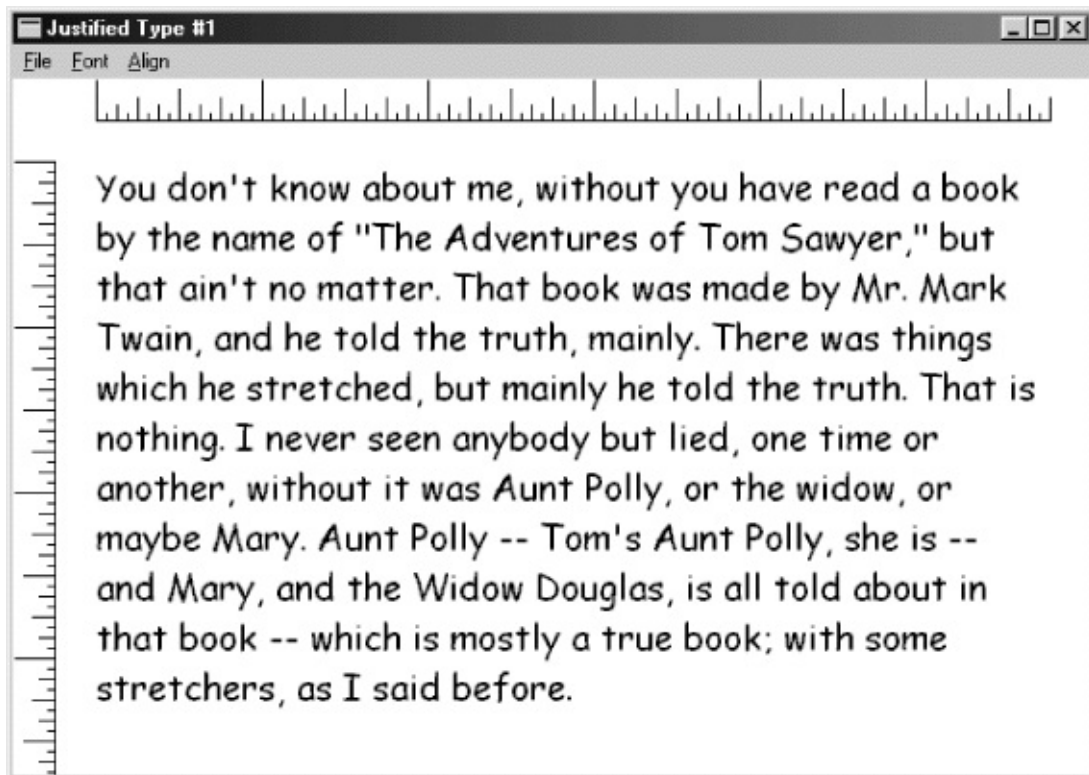 Justified Type #1
File Font Align
You don't know about me, without you have read a book
by the name of "The Adventures of Tom Sawyer," but
that ain't no matter. That book was made by Mr. Mark
Twain, and he told the truth, mainly. There was things
which he stretched, but mainly he told the truth. That is
nothing. I never seen anybody but lied, one time or
another, without it was Aunt Polly, or the widow, or
maybe Mary. Aunt Polly -- Tom's Aunt Polly, she is --
and Mary, and the Widow Douglas, is all told about in
that book -- which is mostly a true book; with some
stretchers, as I said before.